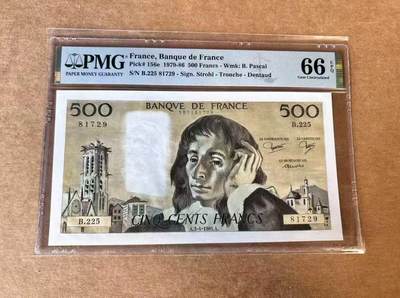 PMG
PAPER MONEY GUARANTY
France, Banque de France
Pick# 156e 1979-86 500 Francs - Wmk: B. Pascal
S/N B.225 81729 - Sign. Strohl - Tronche - Dentaud
66 EPQ
Gem Uncirculated
500 BANQUE DE FRANCE 500
81729
B.225
CINQ CENTS FRANCS
B.225
81729